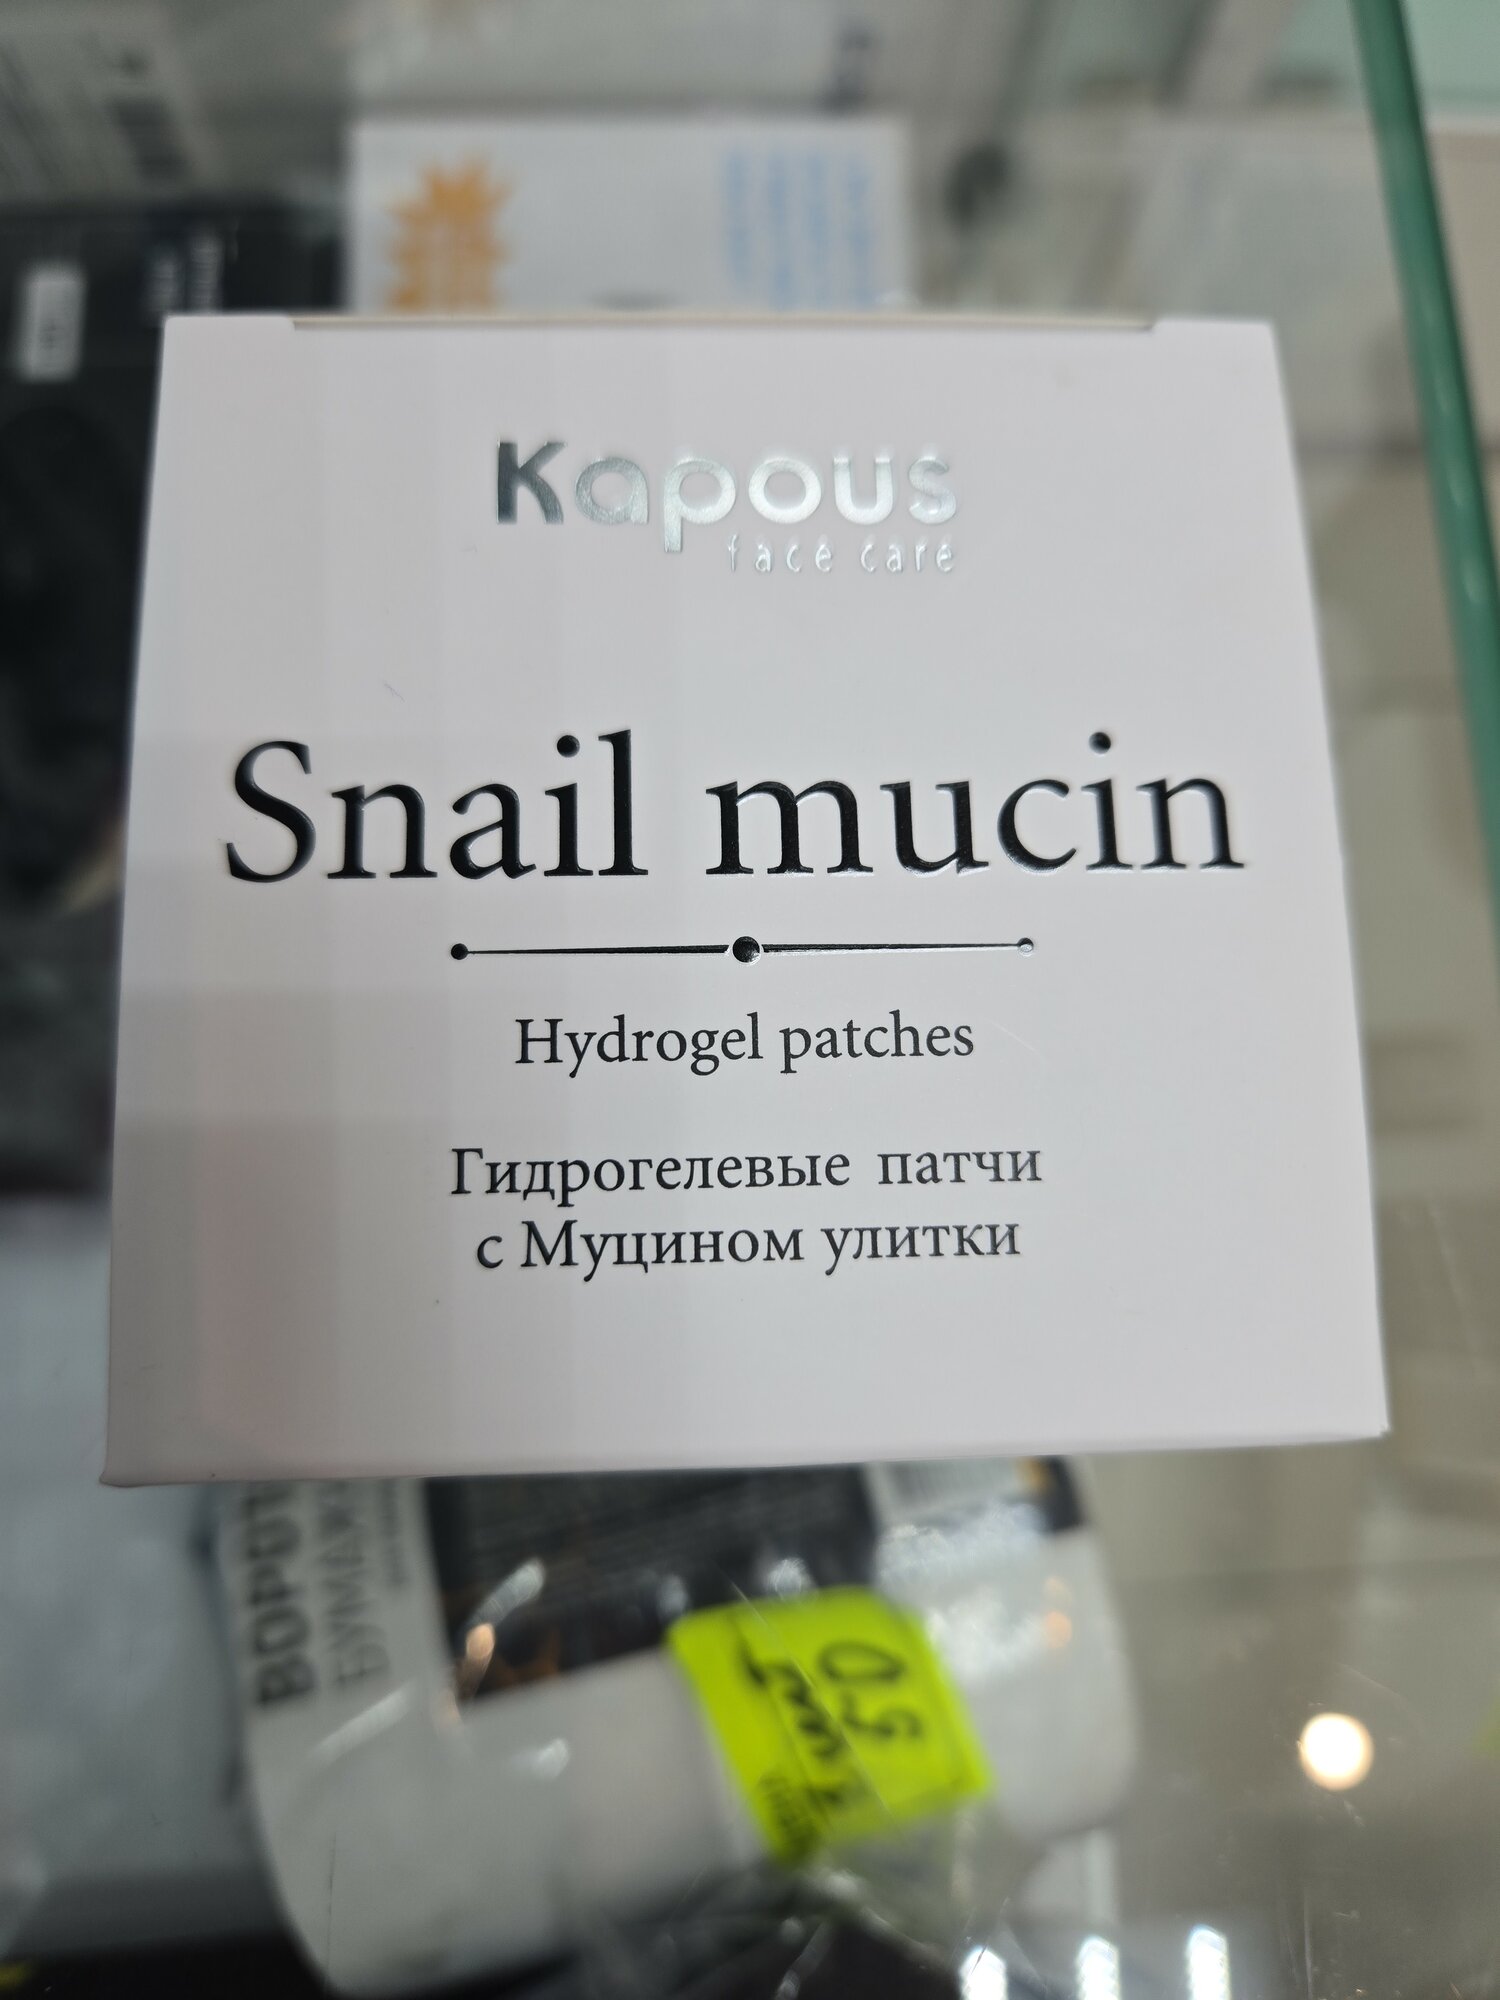 Kapous
face care
Snail mucin
Hydrogel patches
Гидрогелевые патчи
с Муцином улитки